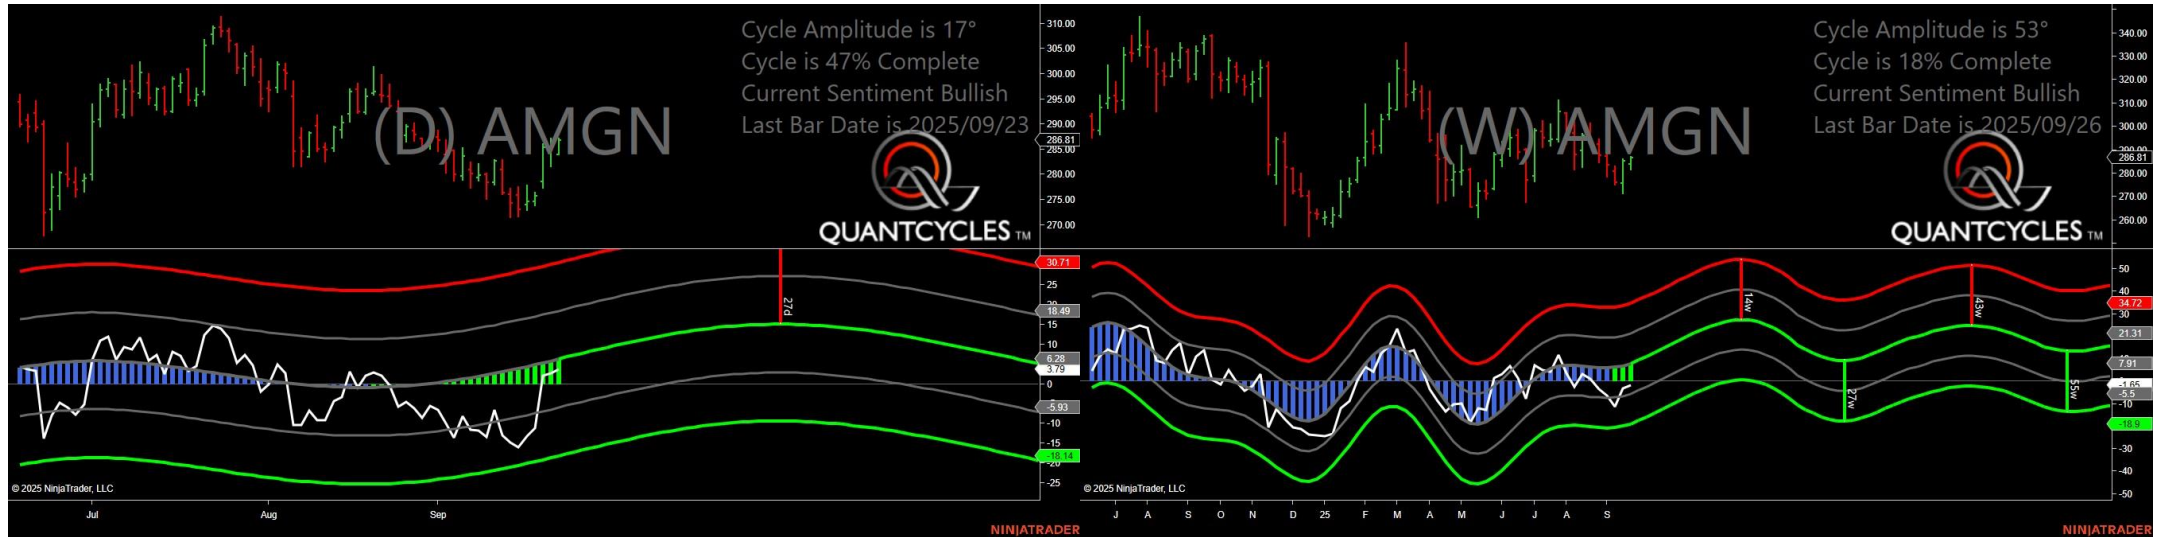 Cycle Amplitude is 17°
Cycle is 47% Complete
Current Sentiment Bullish
Last Bar Date is 2025/09/23
(D) AMGN
QUANTCYCLES TM
310.00
305.00
300.00
295.00
290.00
286.81
285.00
280.00
275.00
270.00
27d
30.71
25
20
18.49
15
10
6.28
3.79
0
-5.93
-10
-15
-18.14
-20
-25
© 2025 NinjaTrader, LLC
Jul
Aug
Sep
NINJATRADER
Cycle Amplitude is 53°
Cycle is 18% Complete
Current Sentiment Bullish
Last Bar Date is 2025/09/26
(W) AMGN
QUANTCYCLES TM
340.00
330.00
320.00
310.00
300.00
290.00
286.81
280.00
270.00
260.00
14w
27w
43w
55w
50
40
34.72
30
21.31
7.91
-1.65
-5.5
-10
-18.9
-30
-40
-50
© 2025 NinjaTrader, LLC
J A S O N D 25 F M A M J J A S
NINJATRADER